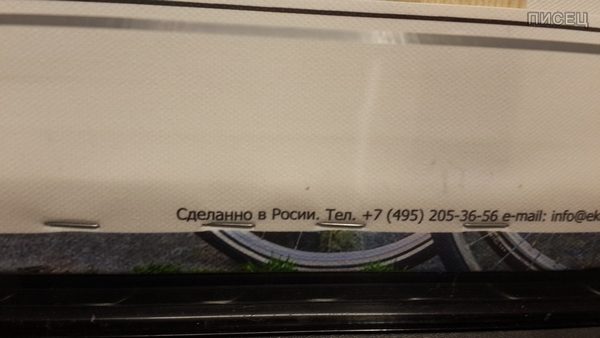 ПИСЕЦ
Сделанно в Росии. Тел. +7 (495) 205-36-56 e-mail: info@ek